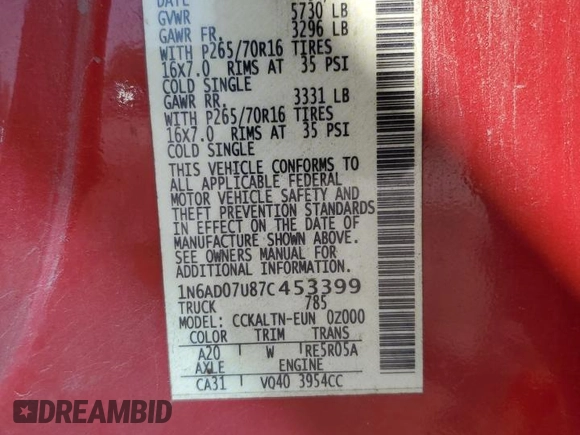 DATE
GVWR 5730 LB
GAWR FR. 3296 LB
WITH P265/70R16 TIRES
16X7.0 RIMS AT 35 PSI
COLD SINGLE
GAWR RR. 3331 LB
WITH P265/70R16 TIRES
16X7.0 RIMS AT 35 PSI
COLD SINGLE
THIS VEHICLE CONFORMS TO
ALL APPLICABLE FEDERAL
MOTOR VEHICLE SAFETY AND
THEFT PREVENTION STANDARDS
IN EFFECT ON THE DATE OF
MANUFACTURE SHOWN ABOVE.
SEE OWNERS MANUAL FOR
ADDITIONAL INFORMATION.
1N6AD07U87C453399
TRUCK 785
MODEL: CCKALTN-EUN 0Z000
COLOR TRIM TRANS
A20 W RE5R05A
AXLE ENGINE
CA31 VQ40 3954CC
DREAMBID